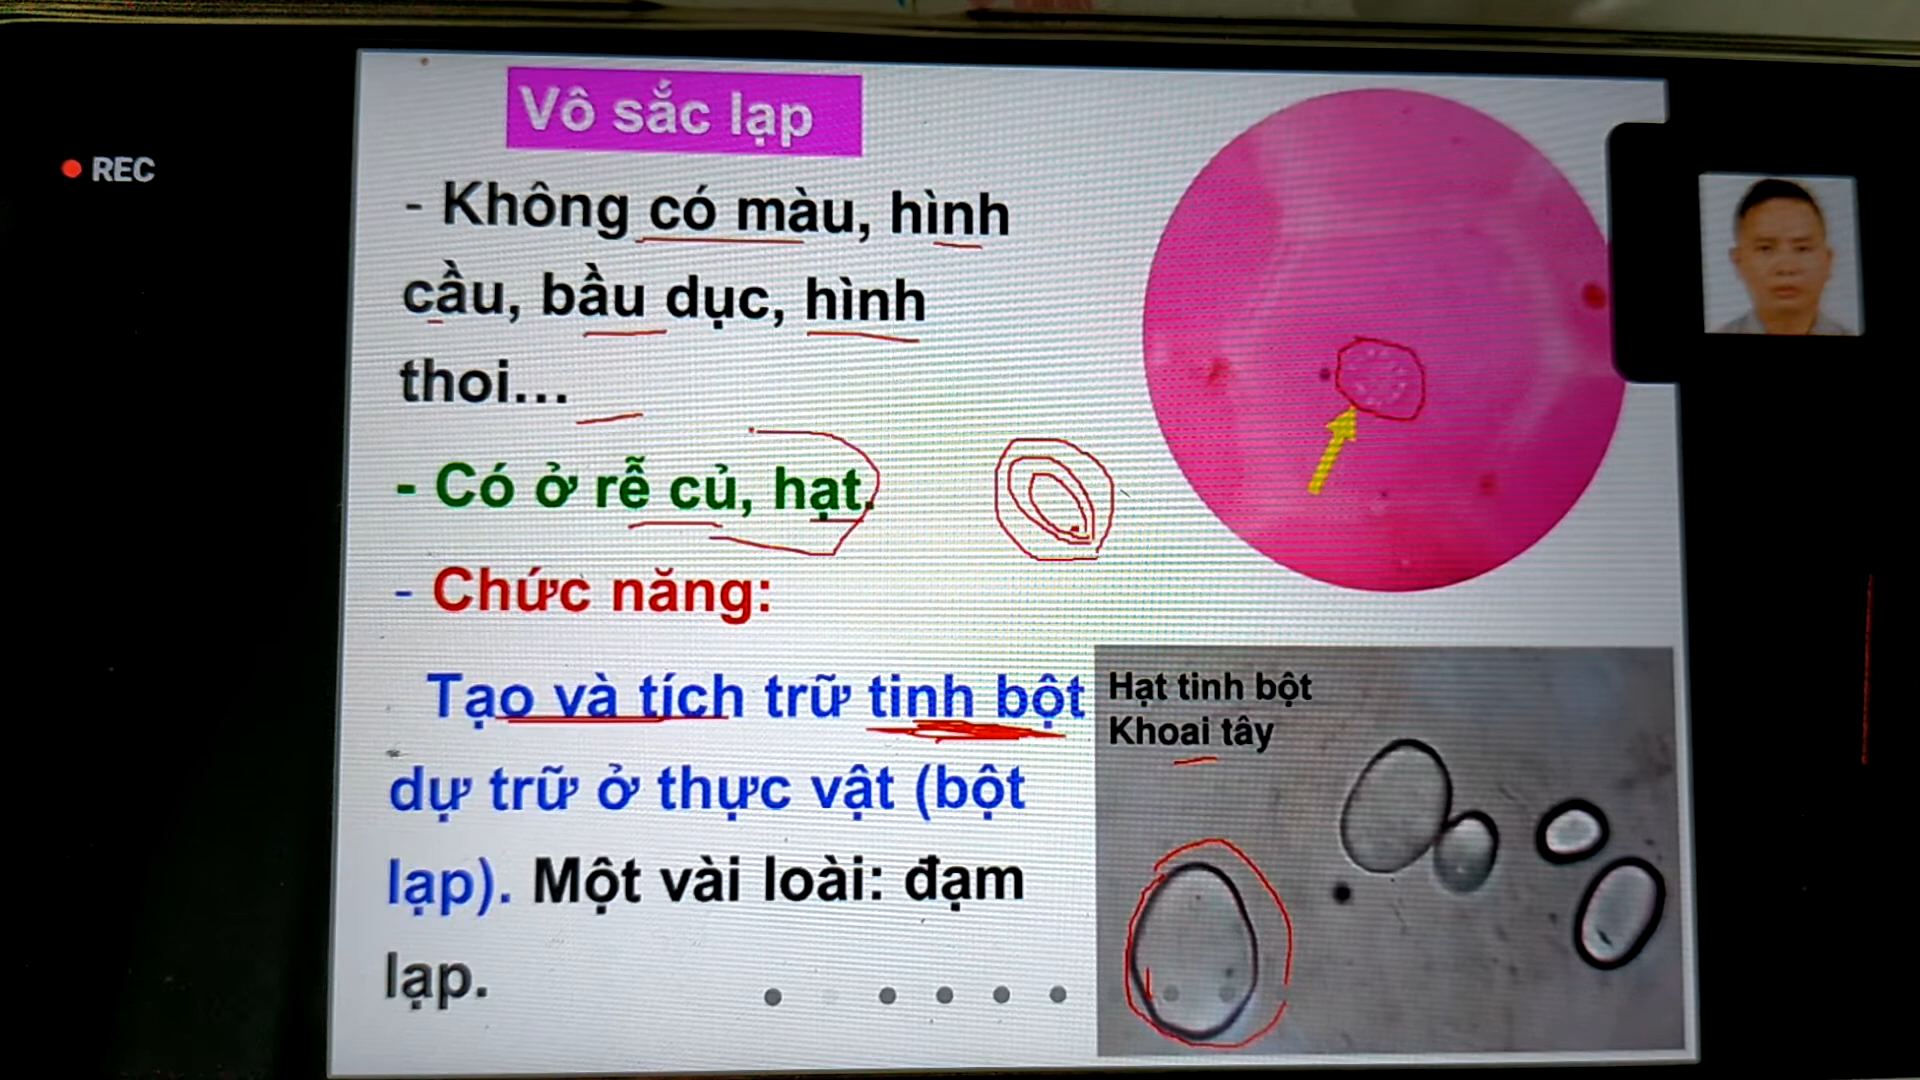 REC
Vô sắc lạp
- Không có màu, hình
cầu, bầu dục, hình
thoi...
- Có ở rễ củ, hạt.
- Chức năng:
Tạo và tích trữ tinh bột
dự trữ ở thực vật (bột
lạp). Một vài loài: đạm
lạp.
Hạt tinh bột
Khoai tây